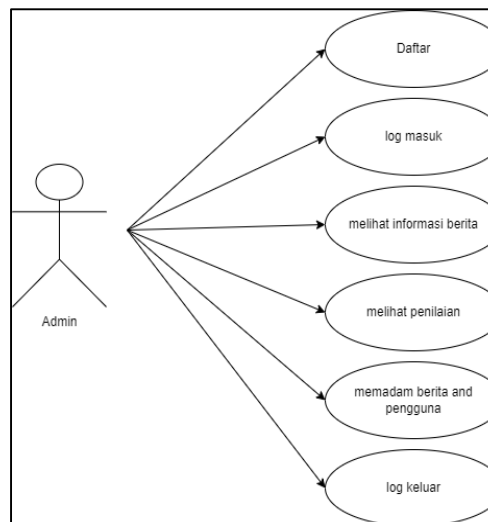 Daftar
log masuk
melihat informasi berita
melihat penilaian
Admin
memadam berita and
pengguna
log keluar